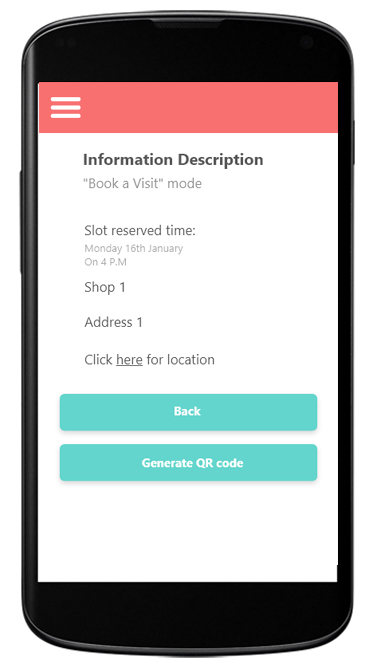 Information Description
"Book a Visit" mode
Slot reserved time:
Monday 16th January
On 4 P.M
Shop 1
Address 1
Click here for location
Back
Generate QR code